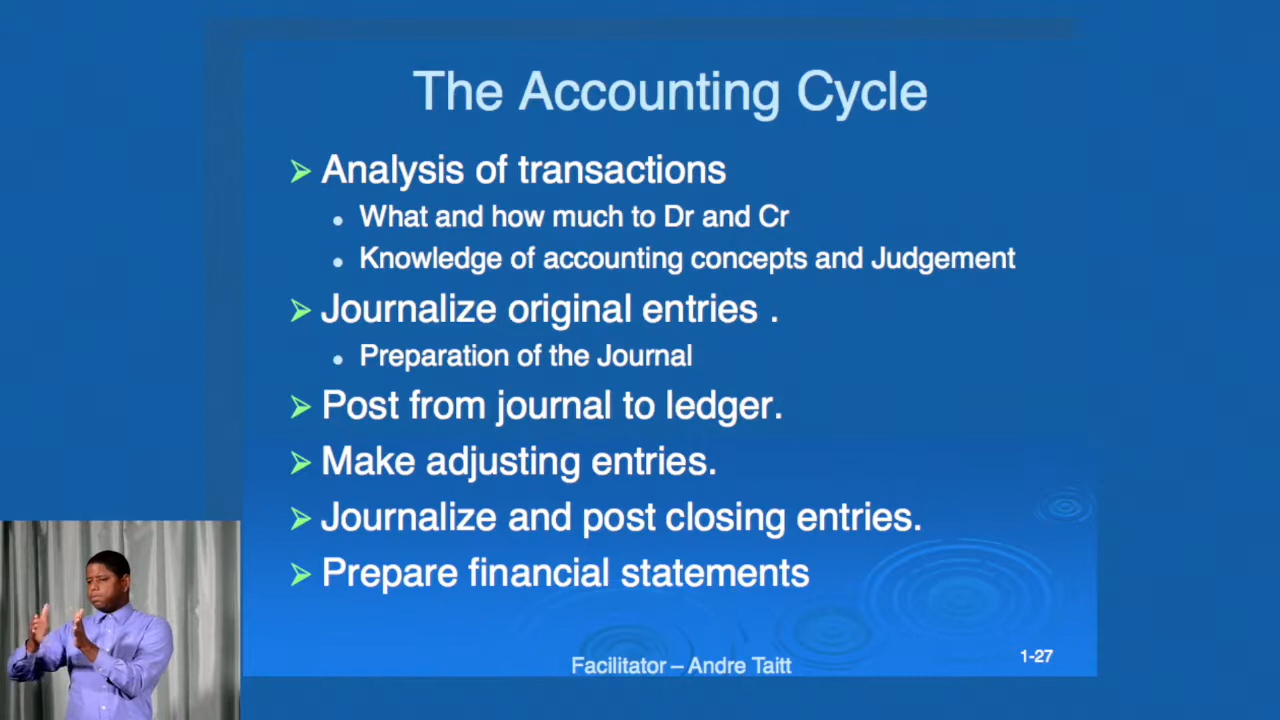 The Accounting Cycle
Analysis of transactions
What and how much to Dr and Cr
Knowledge of accounting concepts and Judgement
Journalize original entries .
Preparation of the Journal
Post from journal to ledger.
Make adjusting entries.
Journalize and post closing entries.
Prepare financial statements
Facilitator – Andre Taitt
1-27